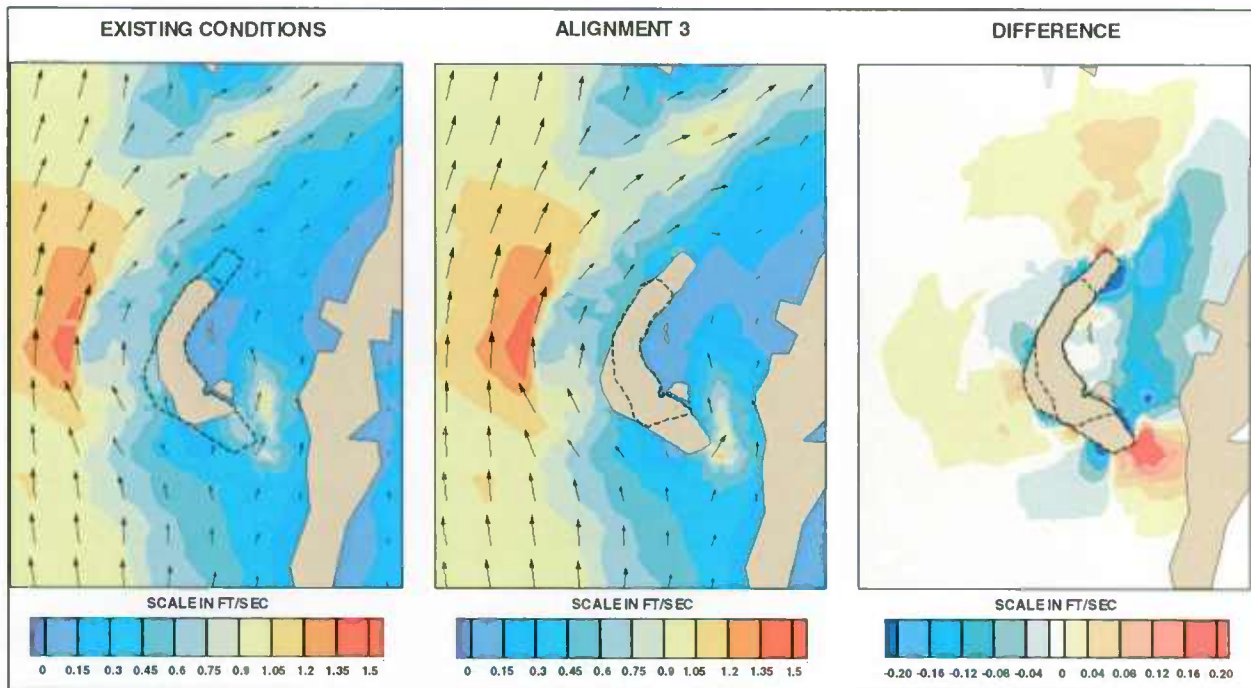 EXISTING CONDITIONS
ALIGNMENT 3
DIFFERENCE
SCALE IN FT/SEC
0 0.15 0.3 0.45 0.6 0.75 0.9 1.05 1.2 1.35 1.5
SCALE IN FT/SEC
0 0.15 0.3 0.45 0.6 0.75 0.9 1.05 1.2 1.35 1.5
SCALE IN FT/SEC
-0.20 -0.16 -0.12 -0.06 -0.04 0 0.04 0.06 0.12 0.16 0.20